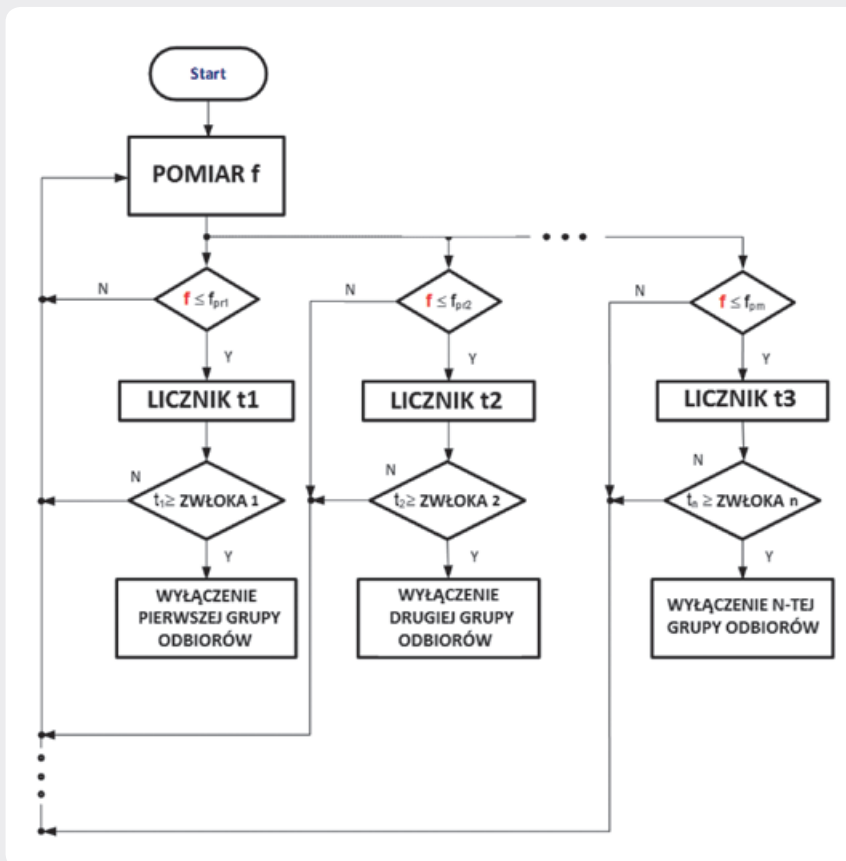 Start
POMIAR f
N
f ≤ fpr1
N
f ≤ fpr2
N
f ≤ fpm
Y
Y
Y
LICZNIK t1
LICZNIK t2
LICZNIK t3
N
t1≥ ZWŁOKA 1
N
t2≥ ZWŁOKA 2
N
tn ≥ ZWŁOKA n
Y
Y
Y
WYŁĄCZENIE
PIERWSZEJ GRUPY
ODBIORÓW
WYŁĄCZENIE
DRUGIEJ GRUPY
ODBIORÓW
WYŁĄCZENIE N-TEJ
GRUPY ODBIORÓW